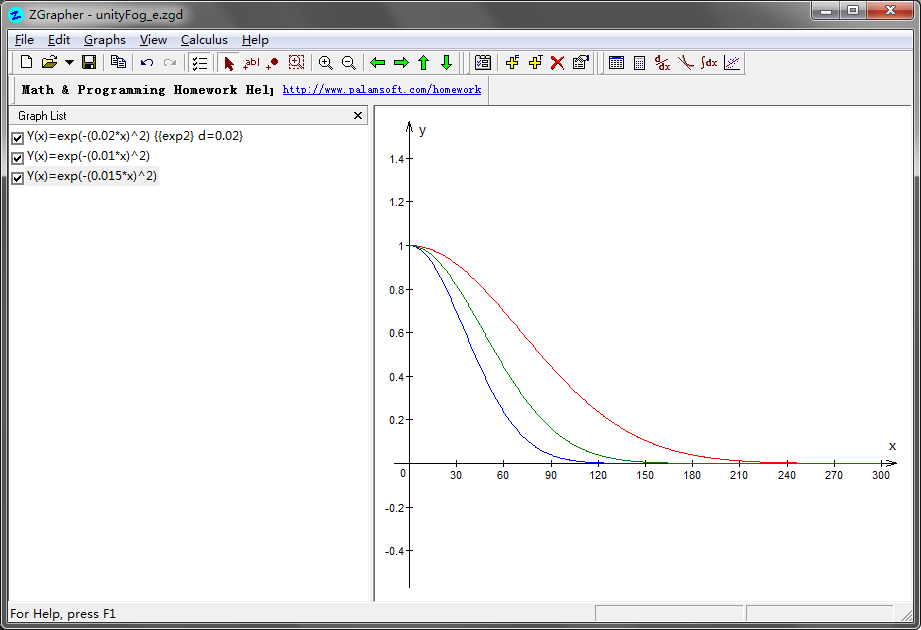 ZGrapher - unityFog_e.zgd
File Edit Graphs View Calculus Help
Math & Programming Homework Hel http://www.palamsoft.com/homework
Graph List
Y(x)=exp(-(0.02*x)^2) {{exp2} d=0.02}
Y(x)=exp(-(0.01*x)^2)
Y(x)=exp(-(0.015*x)^2)
y
1.4
1.2
1
0.8
0.6
0.4
0.2
x
0 30 60 90 120 150 180 210 240 270 300
-0.2
-0.4
For Help, press F1